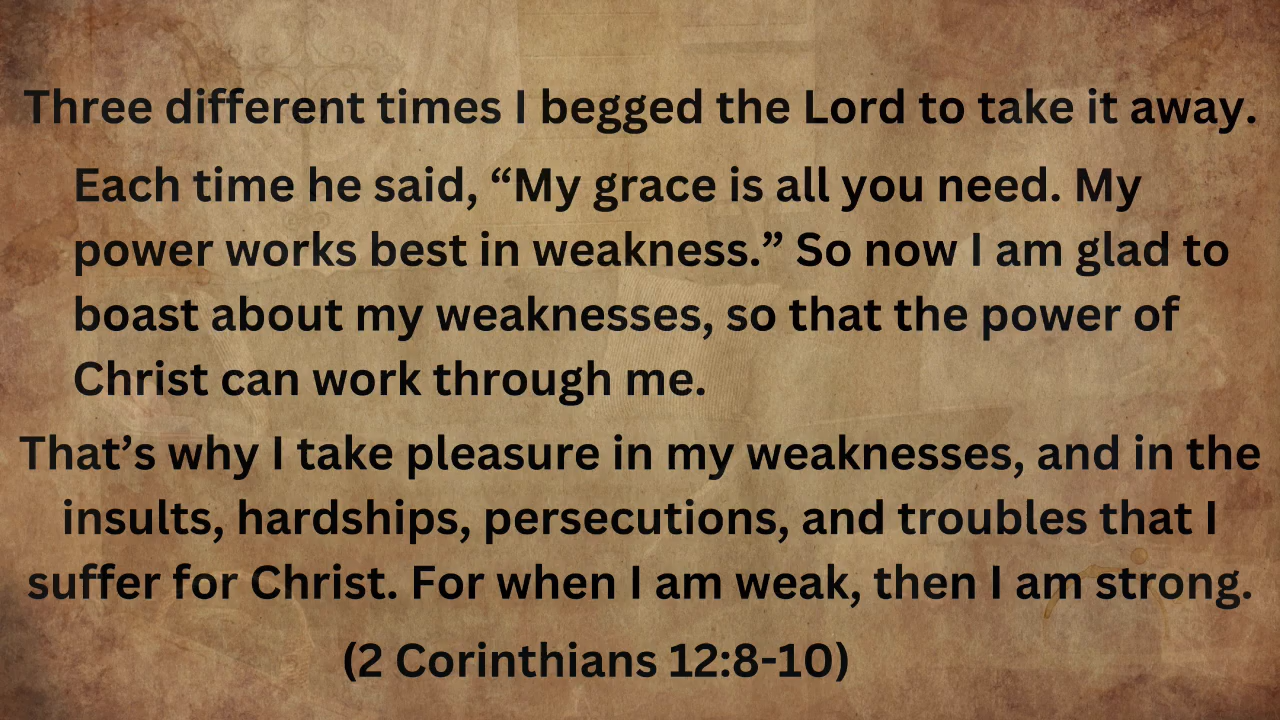 Three different times I begged the Lord to take it away.
Each time he said, “My grace is all you need. My
power works best in weakness.” So now I am glad to
boast about my weaknesses, so that the power of
Christ can work through me.
That’s why I take pleasure in my weaknesses, and in the
insults, hardships, persecutions, and troubles that I
suffer for Christ. For when I am weak, then I am strong.
(2 Corinthians 12:8-10)